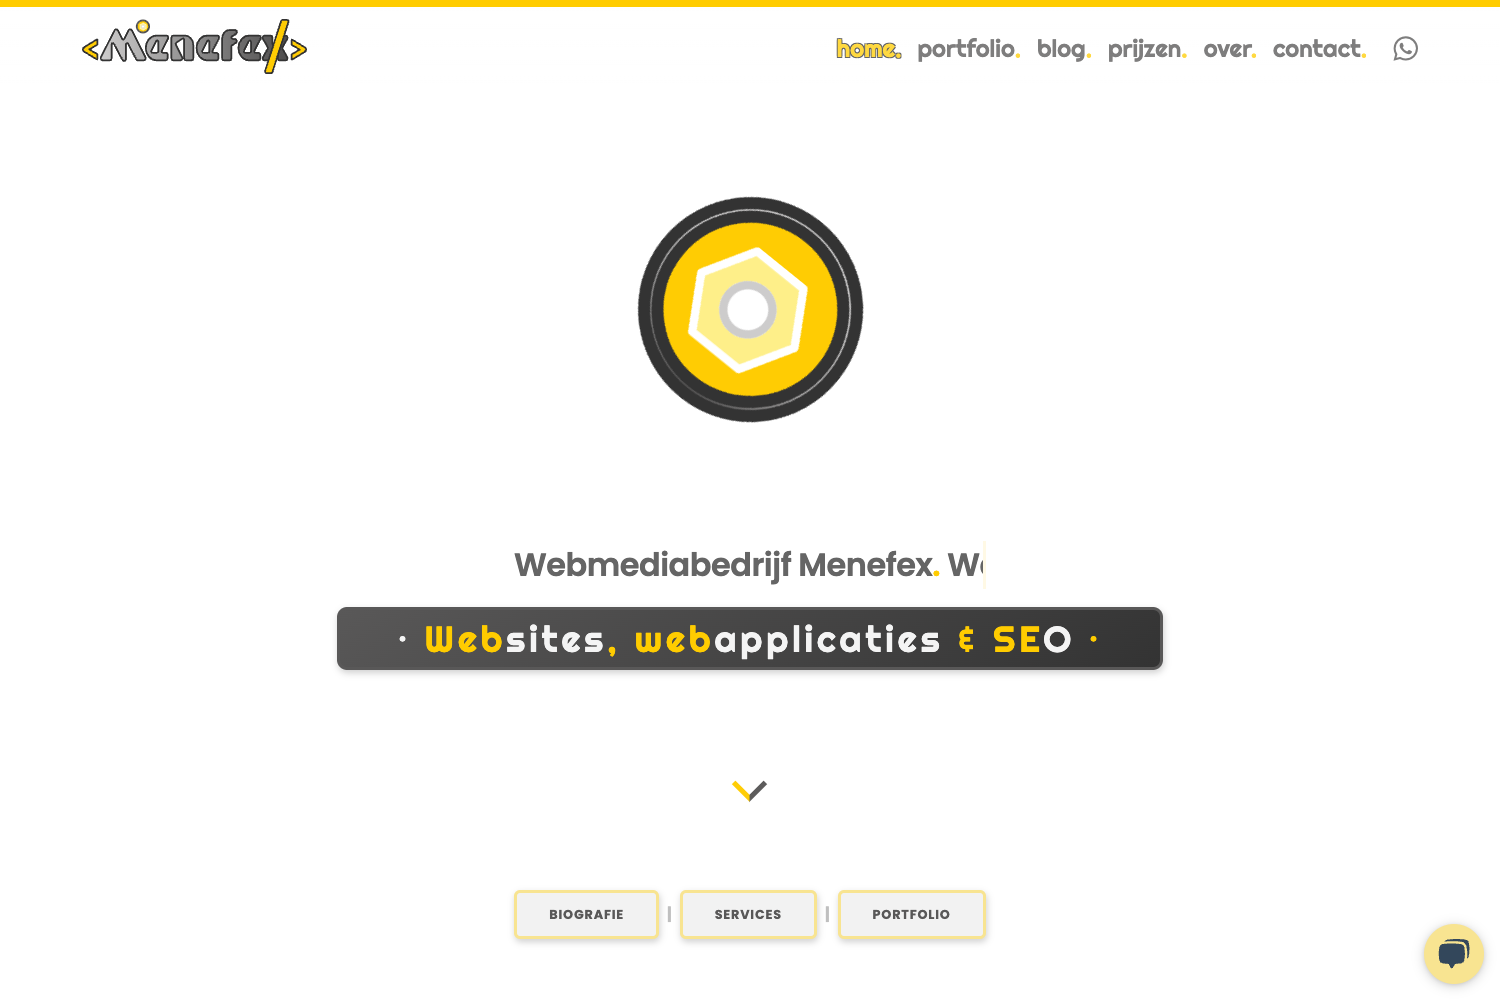 <Menefex/>
home. portfolio. blog. prijzen. over. contact.
Webmediabedrijf Menefex.
· Websites, webapplicaties & SEO ·
BIOGRAFIE | SERVICES | PORTFOLIO